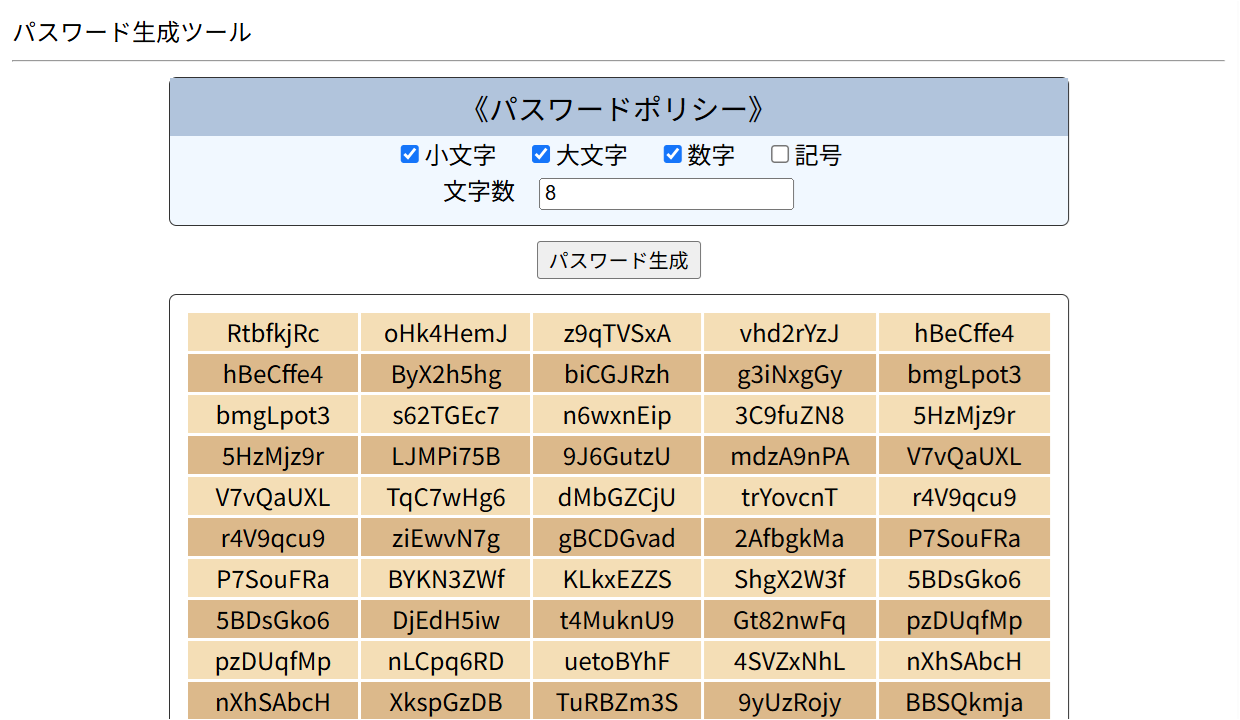 パスワード生成ツール
《パスワードポリシー》
小文字 大文字 数字 記号
文字数 8
パスワード生成
RtbfkjRc oHk4HemJ z9qTVSxA vhd2rYzJ hBeCffe4
hBeCffe4 ByX2h5hg biCGJRzh g3iNxgGy bmgLpot3
bmgLpot3 s62TGEc7 n6wxnEip 3C9fuZN8 5HzMjz9r
5HzMjz9r LJMPi75B 9J6GutzU mdzA9nPA V7vQaUXL
V7vQaUXL TqC7wHg6 dMbGZCjU trYovcnT r4V9qcu9
r4V9qcu9 ziEwvN7g gBCDGvad 2AfbgkMa P7SouFRa
P7SouFRa BYKN3ZWf KLkxEZZS ShgX2W3f 5BDsGko6
5BDsGko6 DjEdH5iw t4MuknU9 Gt82nwFq pzDUqfMp
pzDUqfMp nLCpq6RD uetoBYhF 4SVZxNhL nXhSAbcH
nXhSAbcH XkspGzDB TuRBZm3S 9yUzRojy BBSQkmja